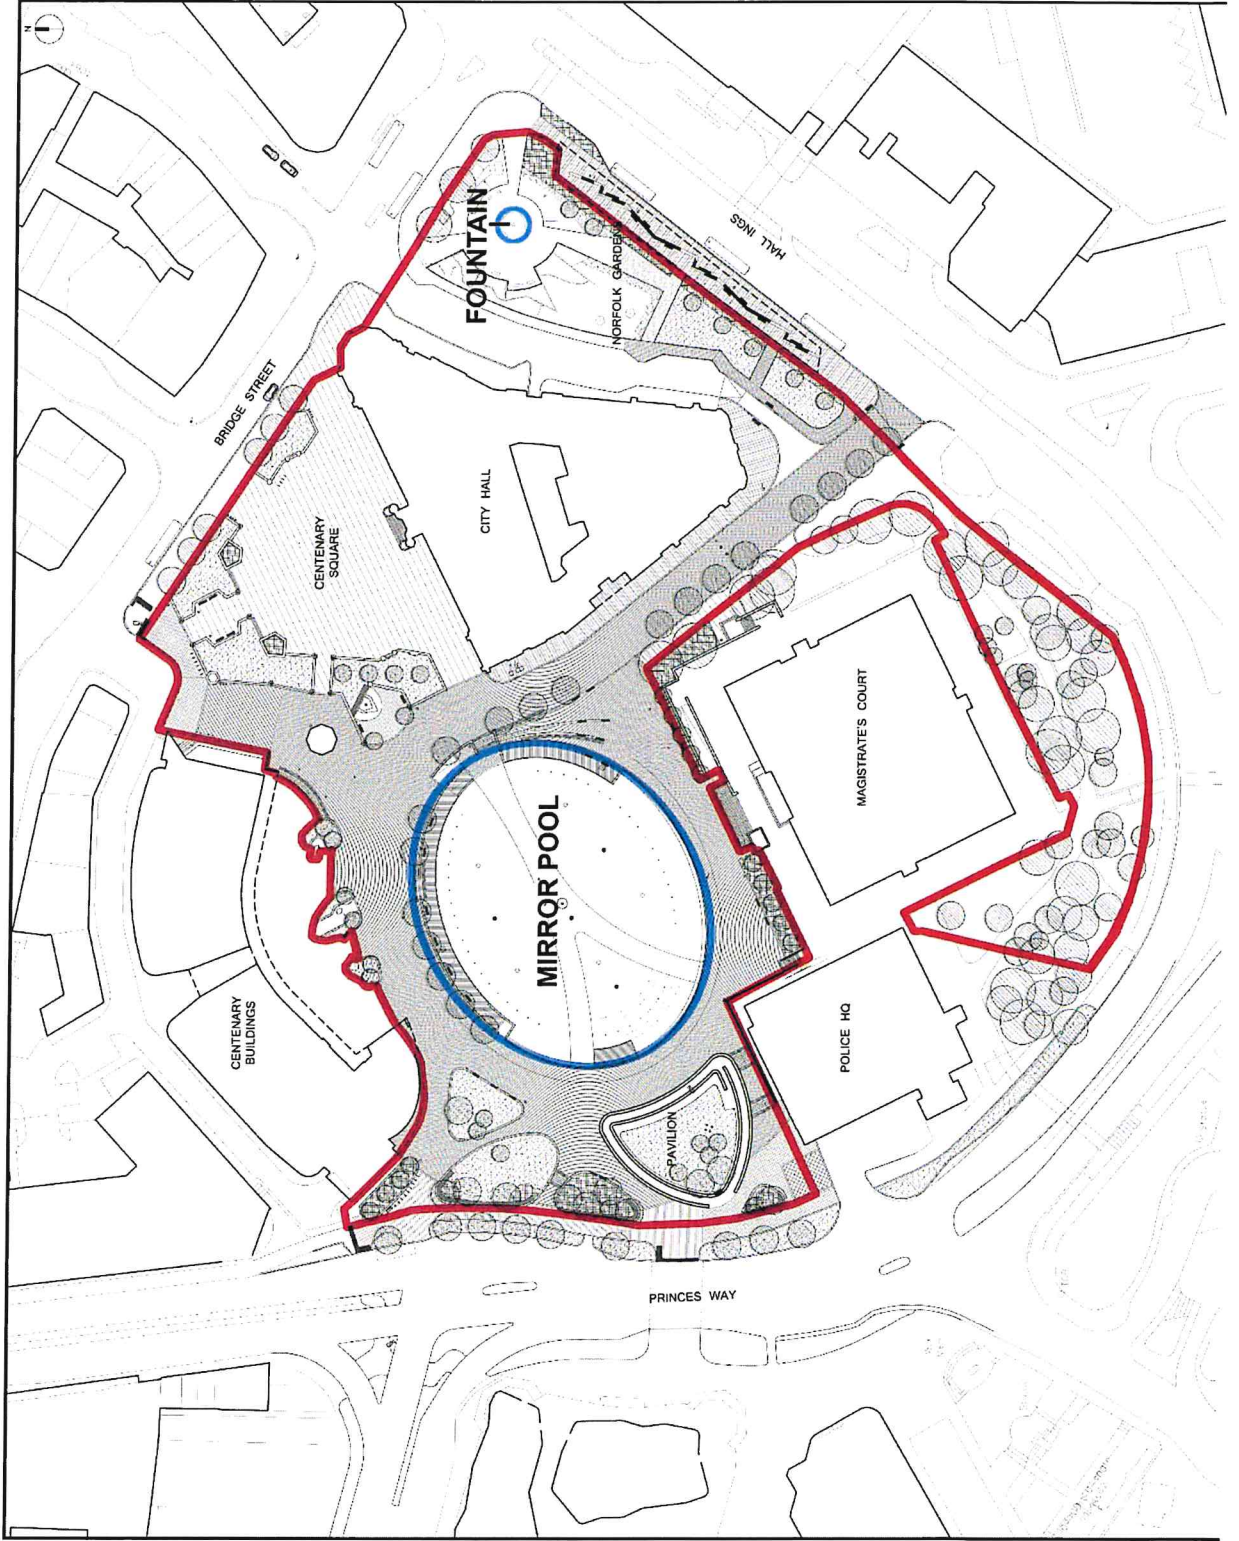 N
BRIDGE STREET
FOUNTAIN
NORFOLK GARDENS
HALL INGS
CENTENARY
SQUARE
CITY HALL
MIRROR POOL
MAGISTRATE'S COURT
CENTENARY
BUILDINGS
POLICE HQ
PAVILION
PRINCES WAY